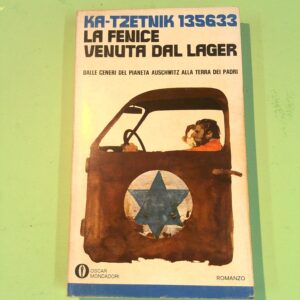 KA-TZETNIK 135633
LA FENICE
VENUTA DAL LAGER
DALLE CENERI DEL PIANETA AUSCHWITZ ALLA TERRA DEI PADRI
OSCAR
MONDADORI
ROMANZO